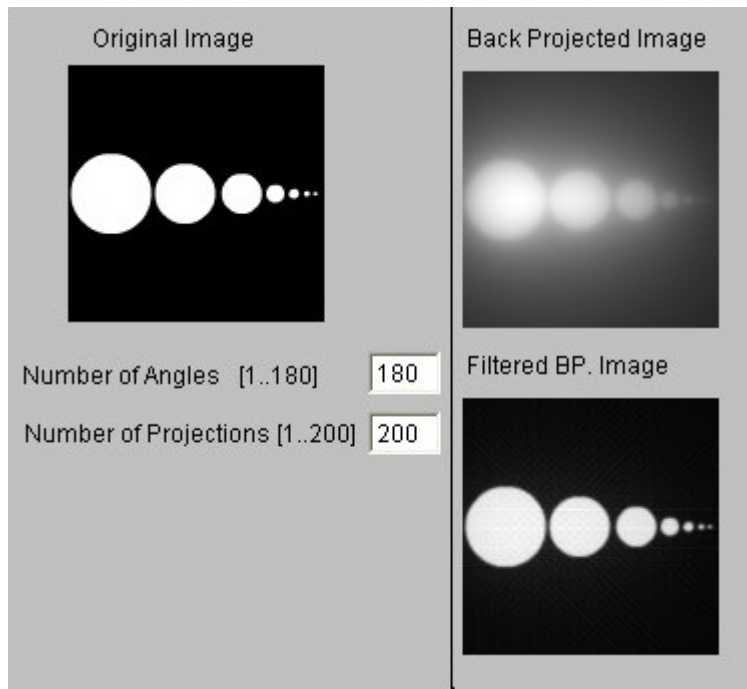 Original Image
Number of Angles [1..180] 180
Number of Projections [1..200] 200
Back Projected Image
Filtered BP. Image